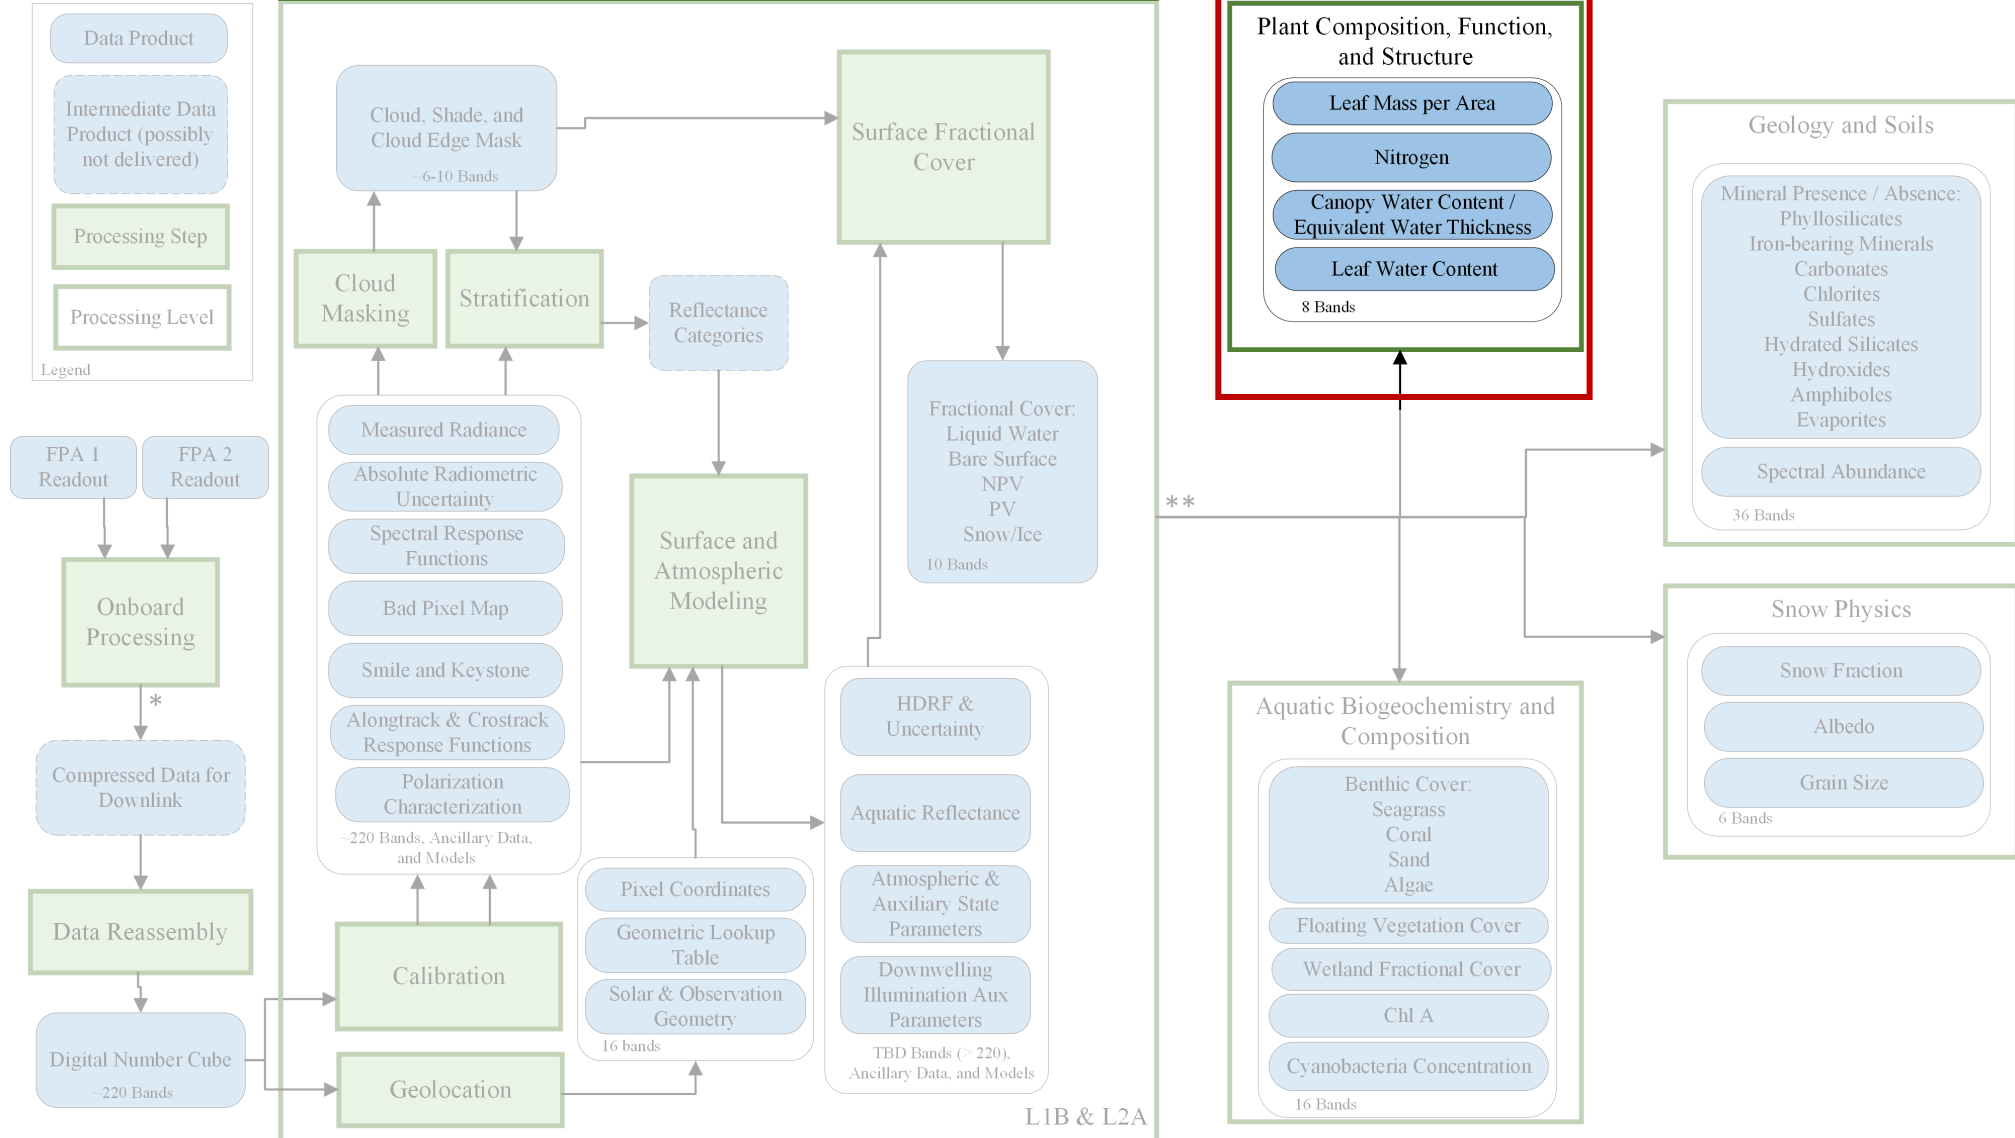 Data Product
Intermediate Data
Product (possibly
not delivered)
Processing Step
Processing Level
Legend
FPA 1
Readout
FPA 2
Readout
Onboard
Processing
*
Compressed Data for
Downlink
Data Reassembly
Digital Number Cube
~220 Bands
Cloud, Shade, and
Cloud Edge Mask
~6-10 Bands
Cloud
Masking
Stratification
Reflectance
Categories
Measured Radiance
Absolute Radiometric
Uncertainty
Spectral Response
Functions
Bad Pixel Map
Smile and Keystone
Alongtrack & Crostrack
Response Functions
Polarization
Characterization
~220 Bands, Ancillary Data,
and Models
Calibration
Geolocation
Pixel Coordinates
Geometric Lookup
Table
Solar & Observation
Geometry
16 bands
Surface and
Atmospheric
Modeling
Surface Fractional
Cover
Fractional Cover:
Liquid Water
Bare Surface
NPV
PV
Snow/Ice
10 Bands
HDRF &
Uncertainty
Aquatic Reflectance
Atmospheric &
Auxiliary State
Parameters
Downwelling
Illumination Aux
Parameters
TBD Bands (> 220),
Ancillary Data, and Models
L1B & L2A
**
Plant Composition, Function,
and Structure
Leaf Mass per Area
Nitrogen
Canopy Water Content /
Equivalent Water Thickness
Leaf Water Content
8 Bands
Aquatic Biogeochemistry and
Composition
Benthic Cover:
Seagrass
Coral
Sand
Algae
Floating Vegetation Cover
Wetland Fractional Cover
Chl A
Cyanobacteria Concentration
16 Bands
Geology and Soils
Mineral Presence / Absence:
Phyllosilicates
Iron-bearing Minerals
Carbonates
Chlorites
Sulfates
Hydrated Silicates
Hydroxides
Amphiboles
Evaporites
Spectral Abundance
36 Bands
Snow Physics
Snow Fraction
Albedo
Grain Size
6 Bands